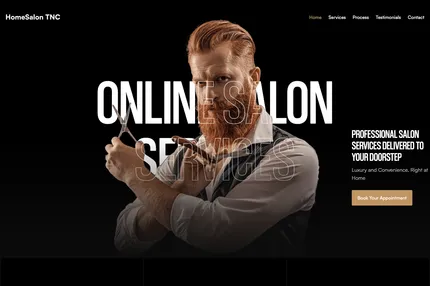 HomeSalon TNC
Home Services Process Testimonials Contact
ONLINE SALON
SERVICES
PROFESSIONAL SALON
SERVICES DELIVERED TO
YOUR DOORSTEP
Luxury and Convenience, Right at
Home
Book Your Appointment